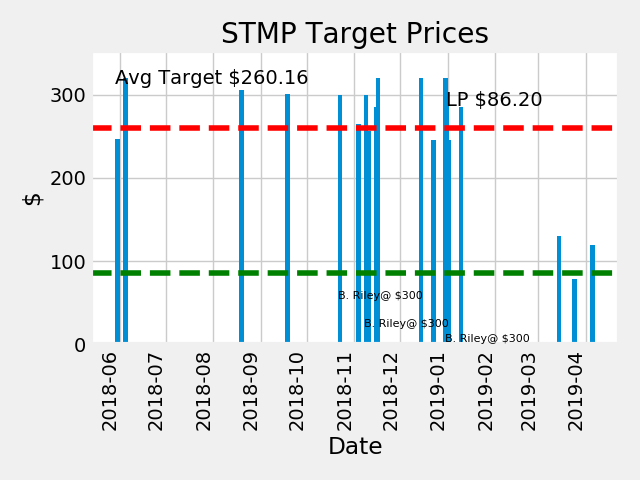 STMP Target Prices
Avg Target $260.16
LP $86.20
300
200
100
0
$
B. Riley@ $300
B. Riley@ $300
B. Riley@ $300
2018-06
2018-07
2018-08
2018-09
2018-10
2018-11
2018-12
2019-01
2019-02
2019-03
2019-04
Date